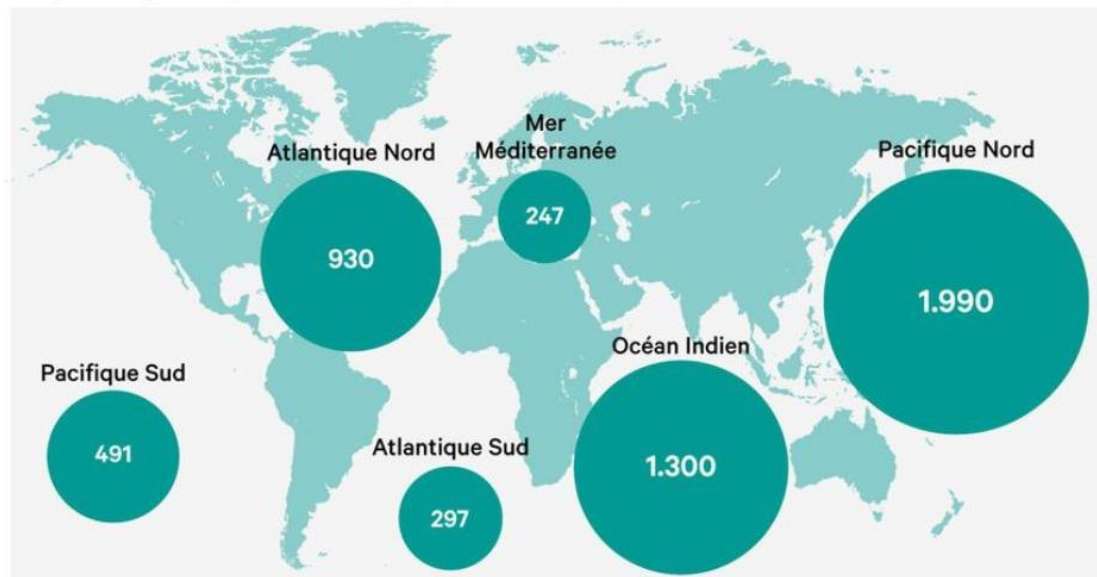 Atlantique Nord
930
Mer
Méditerranée
247
Pacifique Nord
1.990
Océan Indien
1.300
Pacifique Sud
491
Atlantique Sud
297